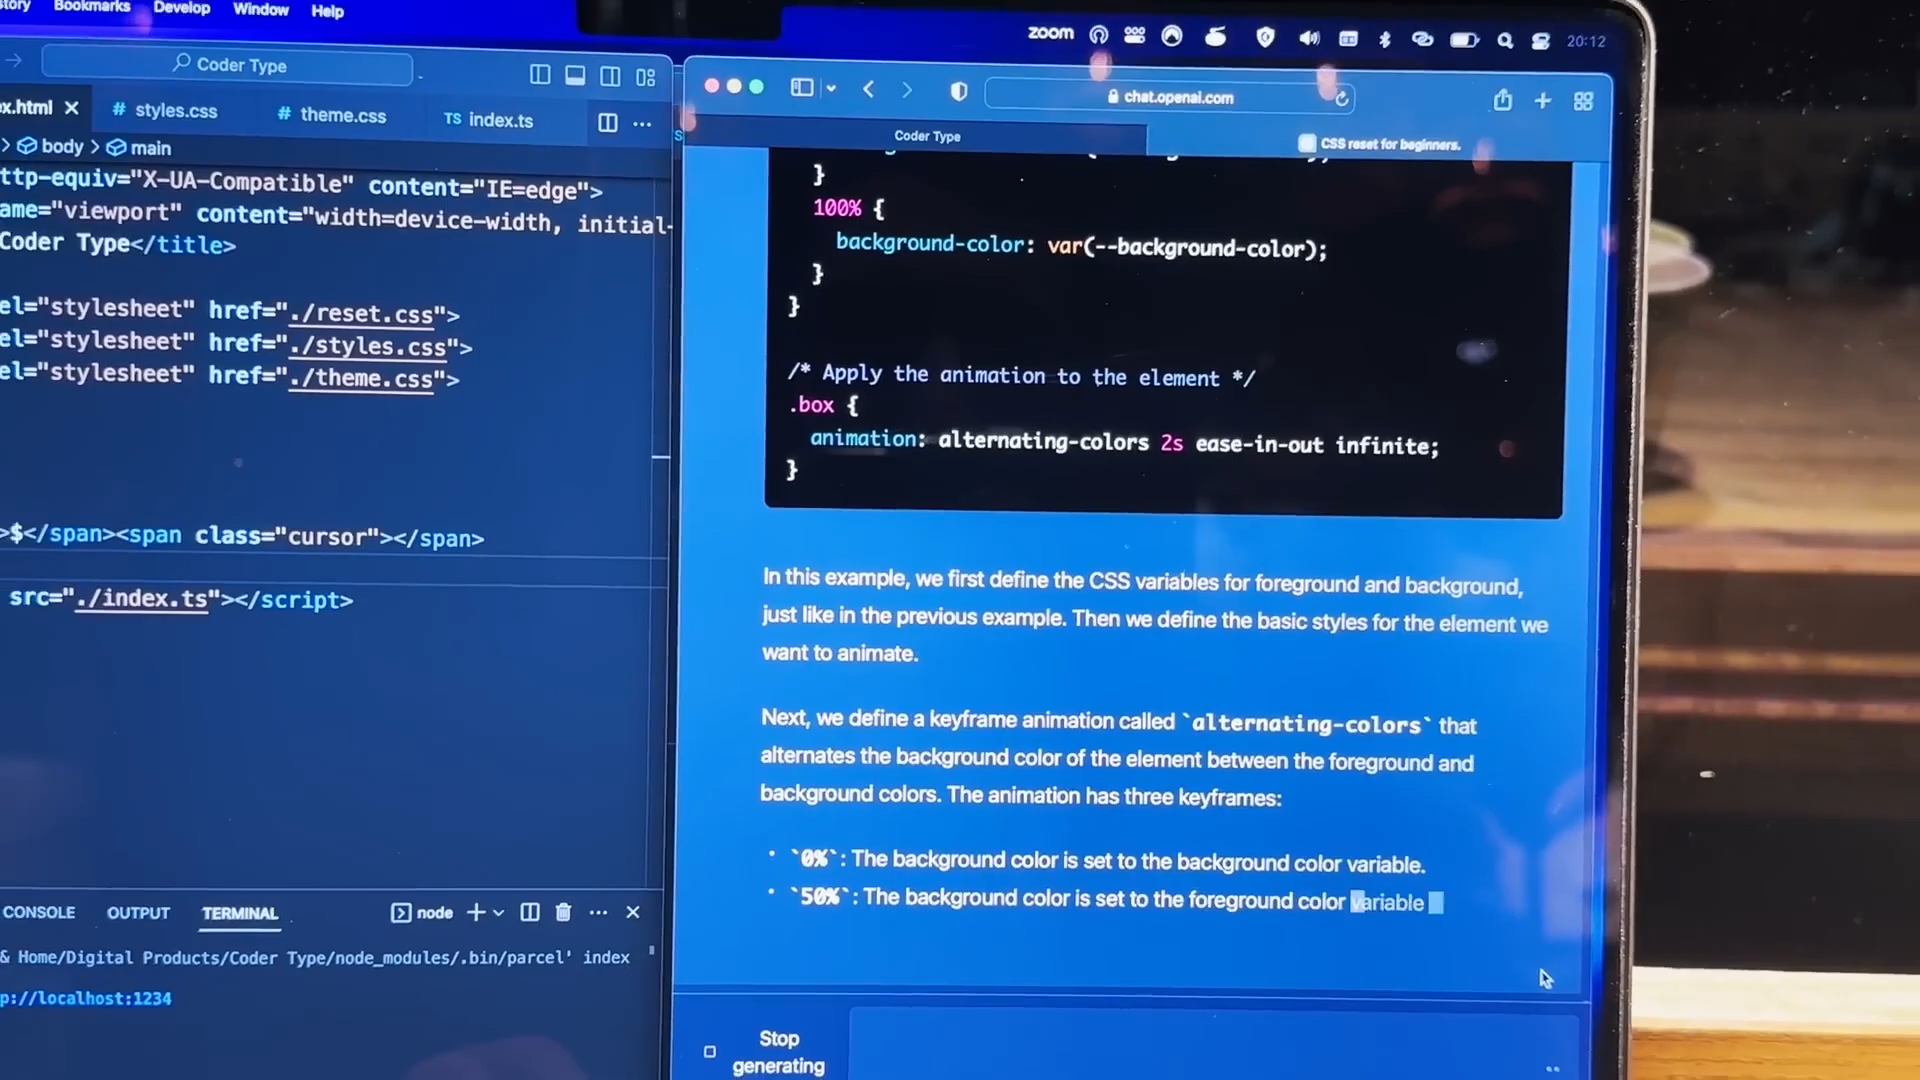 Bookmarks Develop Window Help
zoom 20:12
Coder Type
x.html styles.css theme.css TS index.ts
body main
ttp-equiv="X-UA-Compatible" content="IE=edge">
ame="viewport" content="width=device-width, initial-
Coder Type</title>
el="stylesheet" href="./reset.css">
el="stylesheet" href="./styles.css">
el="stylesheet" href="./theme.css">
>$</span><span class="cursor"></span>
src="./index.ts"></script>
CONSOLE OUTPUT TERMINAL node
& Home/Digital Products/Coder Type/node_modules/.bin/parcel' index
p://localhost:1234
chat.openai.com
Coder Type
CSS reset for beginners.
}
100% {
background-color: var(--background-color);
}
}
/* Apply the animation to the element */
.box {
animation: alternating-colors 2s ease-in-out infinite;
}
In this example, we first define the CSS variables for foreground and background,
just like in the previous example. Then we define the basic styles for the element we
want to animate.
Next, we define a keyframe animation called `alternating-colors` that
alternates the background color of the element between the foreground and
background colors. The animation has three keyframes:
• `0%`: The background color is set to the background color variable.
• `50%`: The background color is set to the foreground color variable
Stop
generating